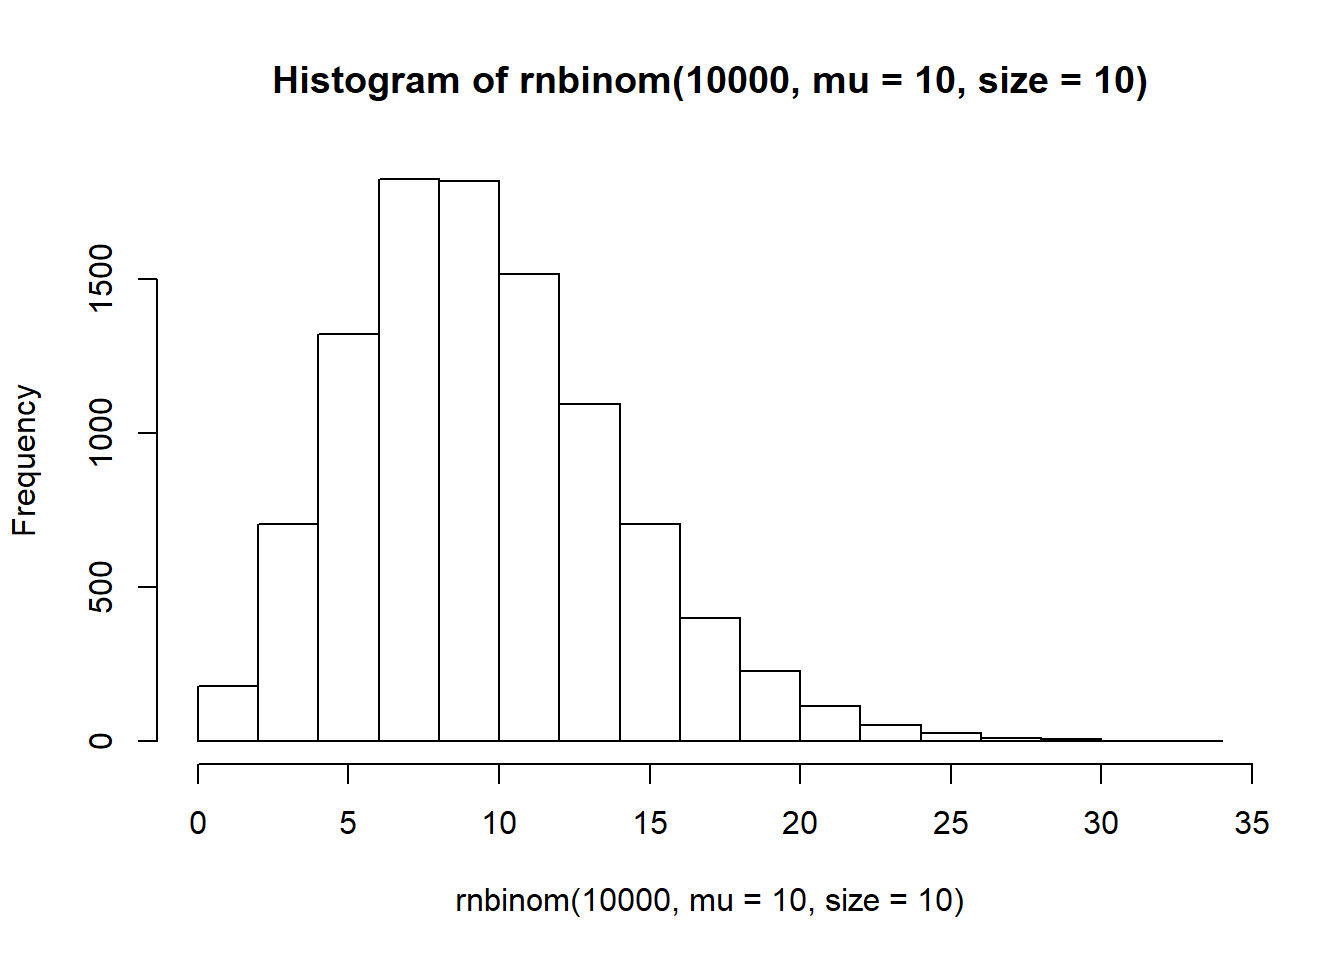 Histogram of rnbinom(10000, mu = 10, size = 10)
Frequency
1500
1000
500
0
0 5 10 15 20 25 30 35
rnbinom(10000, mu = 10, size = 10)